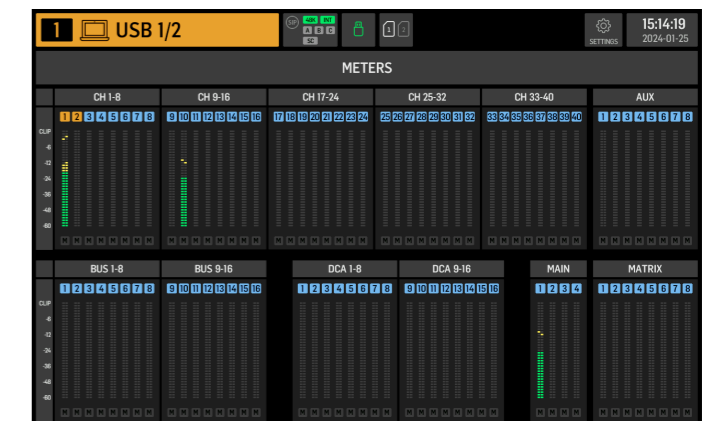 1 USB 1/2
SIP 48K INT
A B C
SC
1 2
SETTINGS
15:14:19
2024-01-25
METERS
CH 1-8 CH 9-16 CH 17-24 CH 25-32 CH 33-40 AUX
1 2 3 4 5 6 7 8 9 10 11 12 13 14 15 16 17 18 19 20 21 22 23 24 25 26 27 28 29 30 31 32 33 34 35 36 37 38 39 40 1 2 3 4 5 6 7 8
CLIP
-6
-12
-24
-36
-48
-60
M M M M M M M M M M M M M M M M M M M M M M M M M M M M M M M M M M M M M M M M M M M M M M M M
BUS 1-8 BUS 9-16 DCA 1-8 DCA 9-16 MAIN MATRIX
1 2 3 4 5 6 7 8 9 10 11 12 13 14 15 16 1 2 3 4 5 6 7 8 9 10 11 12 13 14 15 16 1 2 3 4 1 2 3 4 5 6 7 8
CLIP
-6
-12
-24
-36
-48
-60
M M M M M M M M M M M M M M M M M M M M M M M M M M M M M M M M M M M M M M M M M M M M